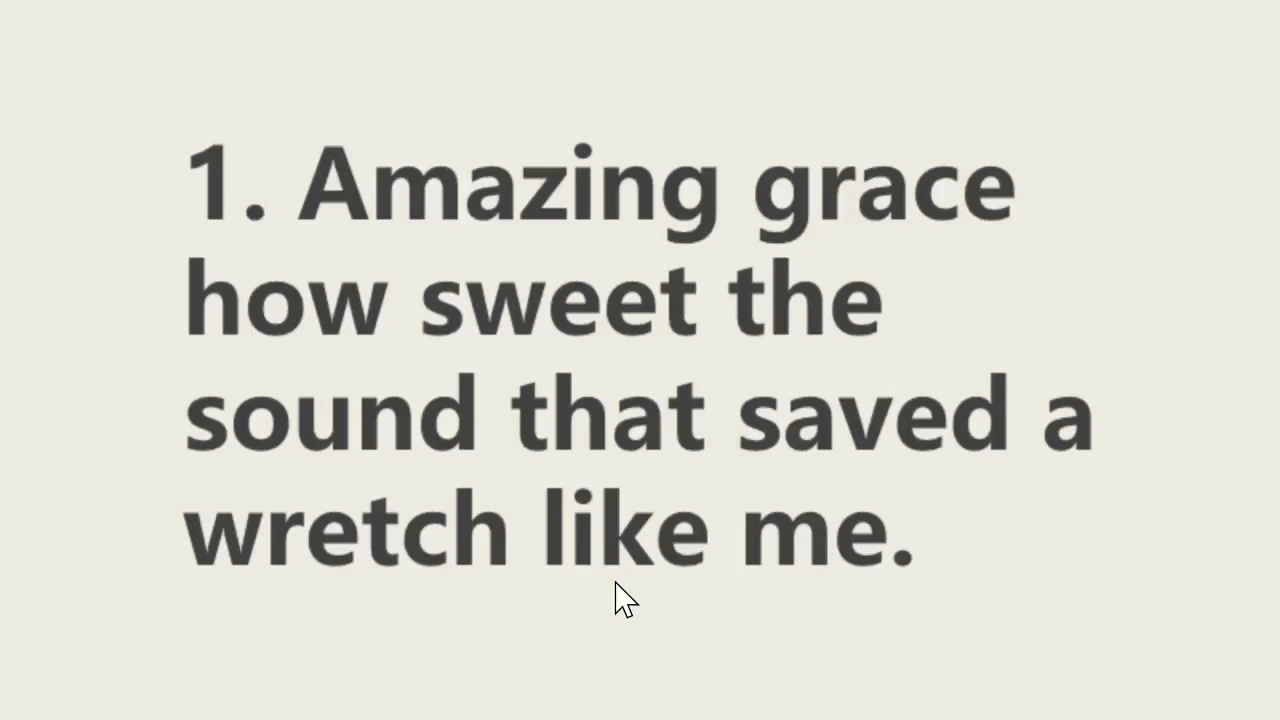 1. Amazing grace
how sweet the
sound that saved a
wretch like me.